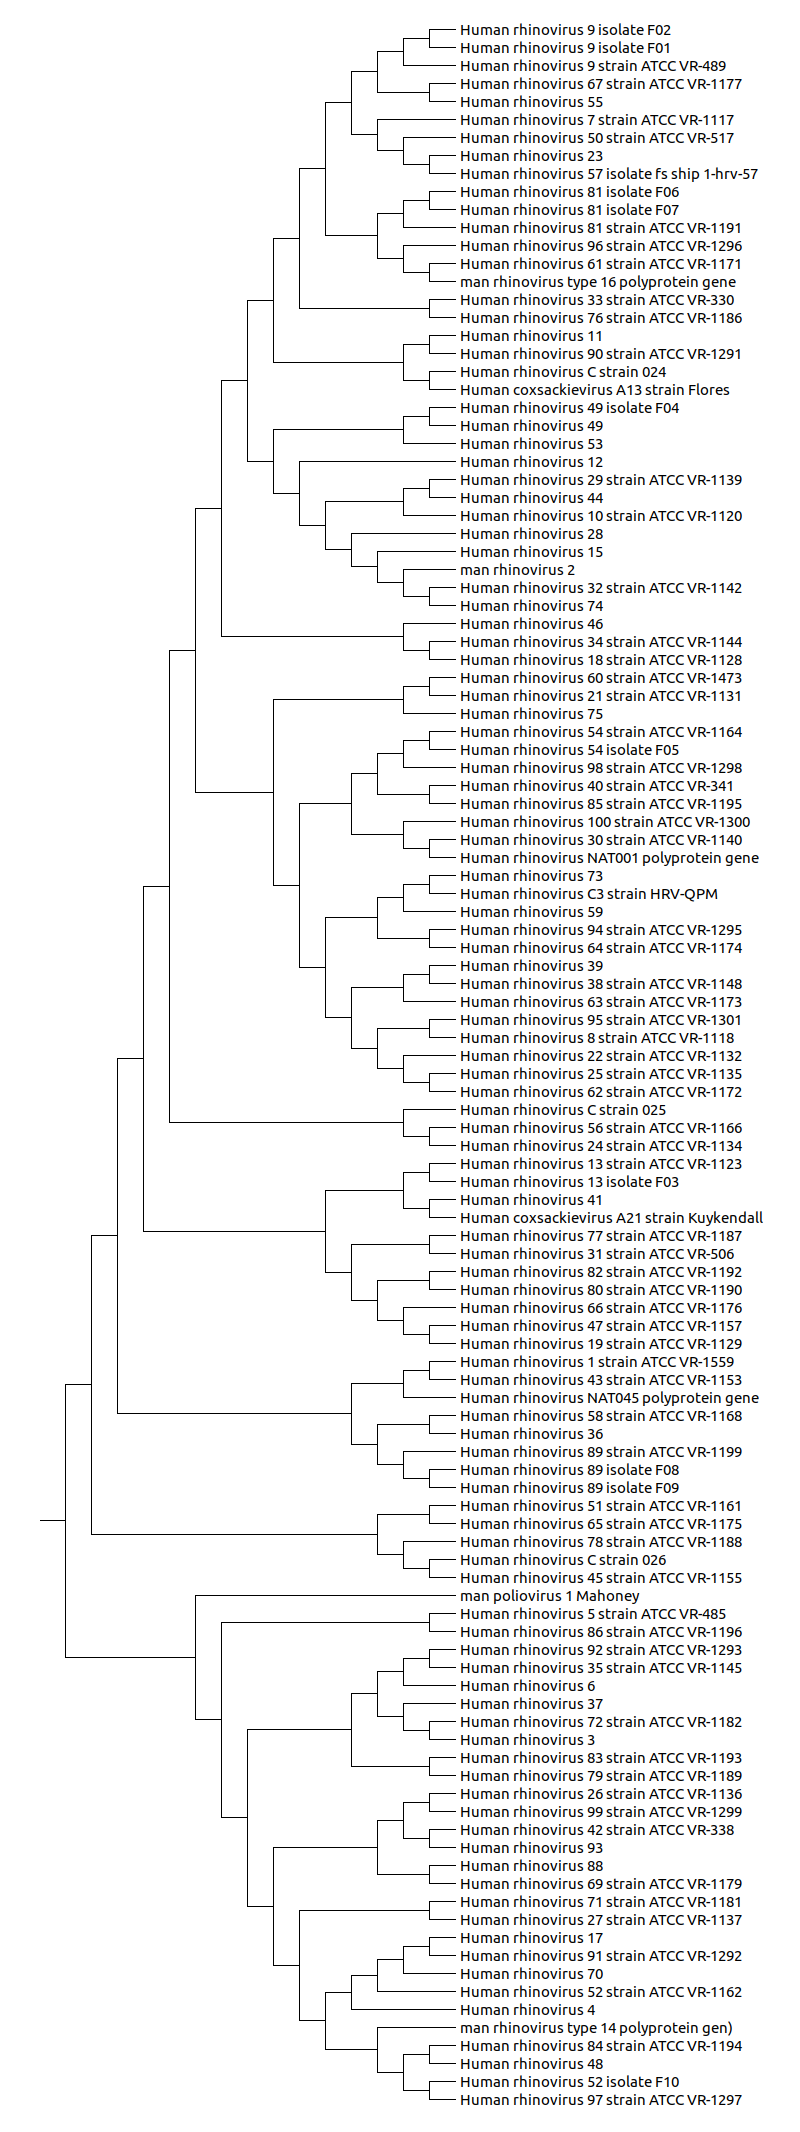 Human rhinovirus 9 isolate F02
Human rhinovirus 9 isolate F01
Human rhinovirus 9 strain ATCC VR-489
Human rhinovirus 67 strain ATCC VR-1177
Human rhinovirus 55
Human rhinovirus 7 strain ATCC VR-1117
Human rhinovirus 50 strain ATCC VR-517
Human rhinovirus 23
Human rhinovirus 57 isolate fs ship 1-hrv-57
Human rhinovirus 81 isolate F06
Human rhinovirus 81 isolate F07
Human rhinovirus 81 strain ATCC VR-1191
Human rhinovirus 96 strain ATCC VR-1296
Human rhinovirus 61 strain ATCC VR-1171
man rhinovirus type 16 polyprotein gene
Human rhinovirus 33 strain ATCC VR-330
Human rhinovirus 76 strain ATCC VR-1186
Human rhinovirus 11
Human rhinovirus 90 strain ATCC VR-1291
Human rhinovirus C strain 024
Human coxsackievirus A13 strain Flores
Human rhinovirus 49 isolate F04
Human rhinovirus 49
Human rhinovirus 53
Human rhinovirus 12
Human rhinovirus 29 strain ATCC VR-1139
Human rhinovirus 44
Human rhinovirus 10 strain ATCC VR-1120
Human rhinovirus 28
Human rhinovirus 15
man rhinovirus 2
Human rhinovirus 32 strain ATCC VR-1142
Human rhinovirus 74
Human rhinovirus 46
Human rhinovirus 34 strain ATCC VR-1144
Human rhinovirus 18 strain ATCC VR-1128
Human rhinovirus 60 strain ATCC VR-1473
Human rhinovirus 21 strain ATCC VR-1131
Human rhinovirus 75
Human rhinovirus 54 strain ATCC VR-1164
Human rhinovirus 54 isolate F05
Human rhinovirus 98 strain ATCC VR-1298
Human rhinovirus 40 strain ATCC VR-341
Human rhinovirus 85 strain ATCC VR-1195
Human rhinovirus 100 strain ATCC VR-1300
Human rhinovirus 30 strain ATCC VR-1140
Human rhinovirus NAT001 polyprotein gene
Human rhinovirus 73
Human rhinovirus C3 strain HRV-QPM
Human rhinovirus 59
Human rhinovirus 94 strain ATCC VR-1295
Human rhinovirus 64 strain ATCC VR-1174
Human rhinovirus 39
Human rhinovirus 38 strain ATCC VR-1148
Human rhinovirus 63 strain ATCC VR-1173
Human rhinovirus 95 strain ATCC VR-1301
Human rhinovirus 8 strain ATCC VR-1118
Human rhinovirus 22 strain ATCC VR-1132
Human rhinovirus 25 strain ATCC VR-1135
Human rhinovirus 62 strain ATCC VR-1172
Human rhinovirus C strain 025
Human rhinovirus 56 strain ATCC VR-1166
Human rhinovirus 24 strain ATCC VR-1134
Human rhinovirus 13 strain ATCC VR-1123
Human rhinovirus 13 isolate F03
Human rhinovirus 41
Human coxsackievirus A21 strain Kuykendall
Human rhinovirus 77 strain ATCC VR-1187
Human rhinovirus 31 strain ATCC VR-506
Human rhinovirus 82 strain ATCC VR-1192
Human rhinovirus 80 strain ATCC VR-1190
Human rhinovirus 66 strain ATCC VR-1176
Human rhinovirus 47 strain ATCC VR-1157
Human rhinovirus 19 strain ATCC VR-1129
Human rhinovirus 1 strain ATCC VR-1559
Human rhinovirus 43 strain ATCC VR-1153
Human rhinovirus NAT045 polyprotein gene
Human rhinovirus 58 strain ATCC VR-1168
Human rhinovirus 36
Human rhinovirus 89 strain ATCC VR-1199
Human rhinovirus 89 isolate F08
Human rhinovirus 89 isolate F09
Human rhinovirus 51 strain ATCC VR-1161
Human rhinovirus 65 strain ATCC VR-1175
Human rhinovirus 78 strain ATCC VR-1188
Human rhinovirus C strain 026
Human rhinovirus 45 strain ATCC VR-1155
man poliovirus 1 Mahoney
Human rhinovirus 5 strain ATCC VR-485
Human rhinovirus 86 strain ATCC VR-1196
Human rhinovirus 92 strain ATCC VR-1293
Human rhinovirus 35 strain ATCC VR-1145
Human rhinovirus 6
Human rhinovirus 37
Human rhinovirus 72 strain ATCC VR-1182
Human rhinovirus 3
Human rhinovirus 83 strain ATCC VR-1193
Human rhinovirus 79 strain ATCC VR-1189
Human rhinovirus 26 strain ATCC VR-1136
Human rhinovirus 99 strain ATCC VR-1299
Human rhinovirus 42 strain ATCC VR-338
Human rhinovirus 93
Human rhinovirus 88
Human rhinovirus 69 strain ATCC VR-1179
Human rhinovirus 71 strain ATCC VR-1181
Human rhinovirus 27 strain ATCC VR-1137
Human rhinovirus 17
Human rhinovirus 91 strain ATCC VR-1292
Human rhinovirus 70
Human rhinovirus 52 strain ATCC VR-1162
Human rhinovirus 4
man rhinovirus type 14 polyprotein gen)
Human rhinovirus 84 strain ATCC VR-1194
Human rhinovirus 48
Human rhinovirus 52 isolate F10
Human rhinovirus 97 strain ATCC VR-1297